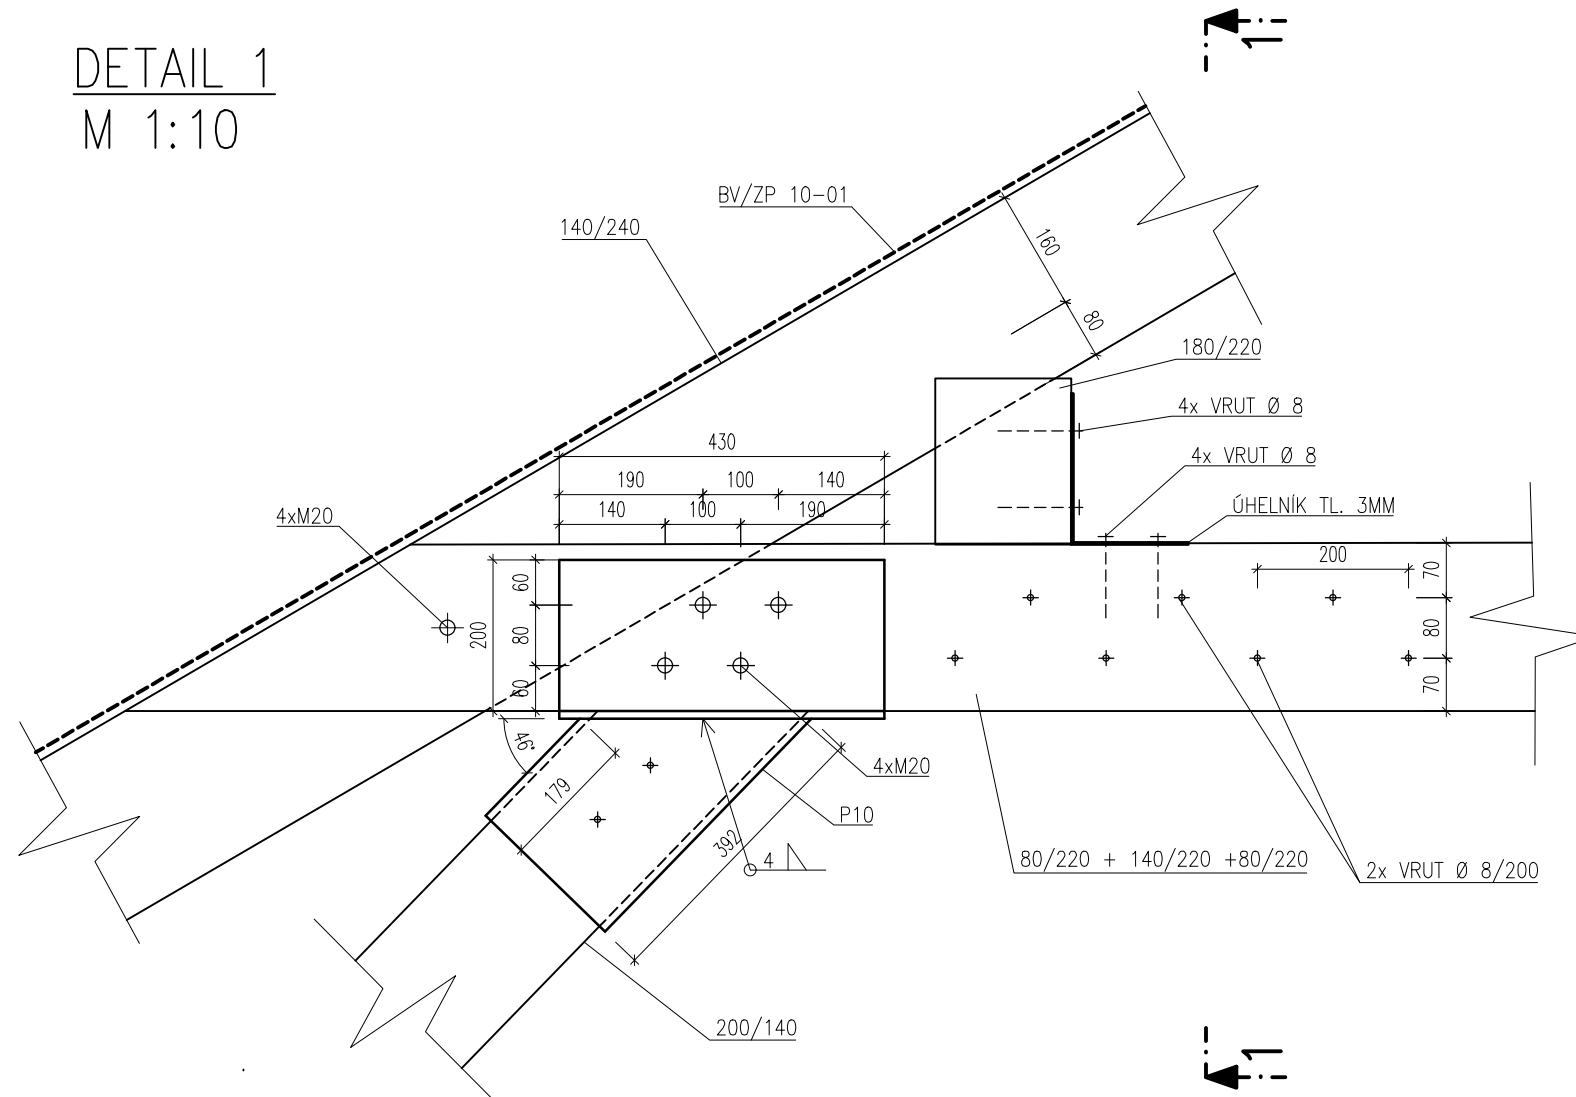 DETAIL 1
M 1:10
1
BV/ZP 10-01
140/240
160
80
180/220
430
4x VRUT Ø 8
190
100
140
4x VRUT Ø 8
140
100
190
4xM20
ÚHELNÍK TL. 3MM
200
70
60
200
80
80
60
70
46°
179
4xM20
P10
392
4
80/220 + 140/220 +80/220
2x VRUT Ø 8/200
200/140
1